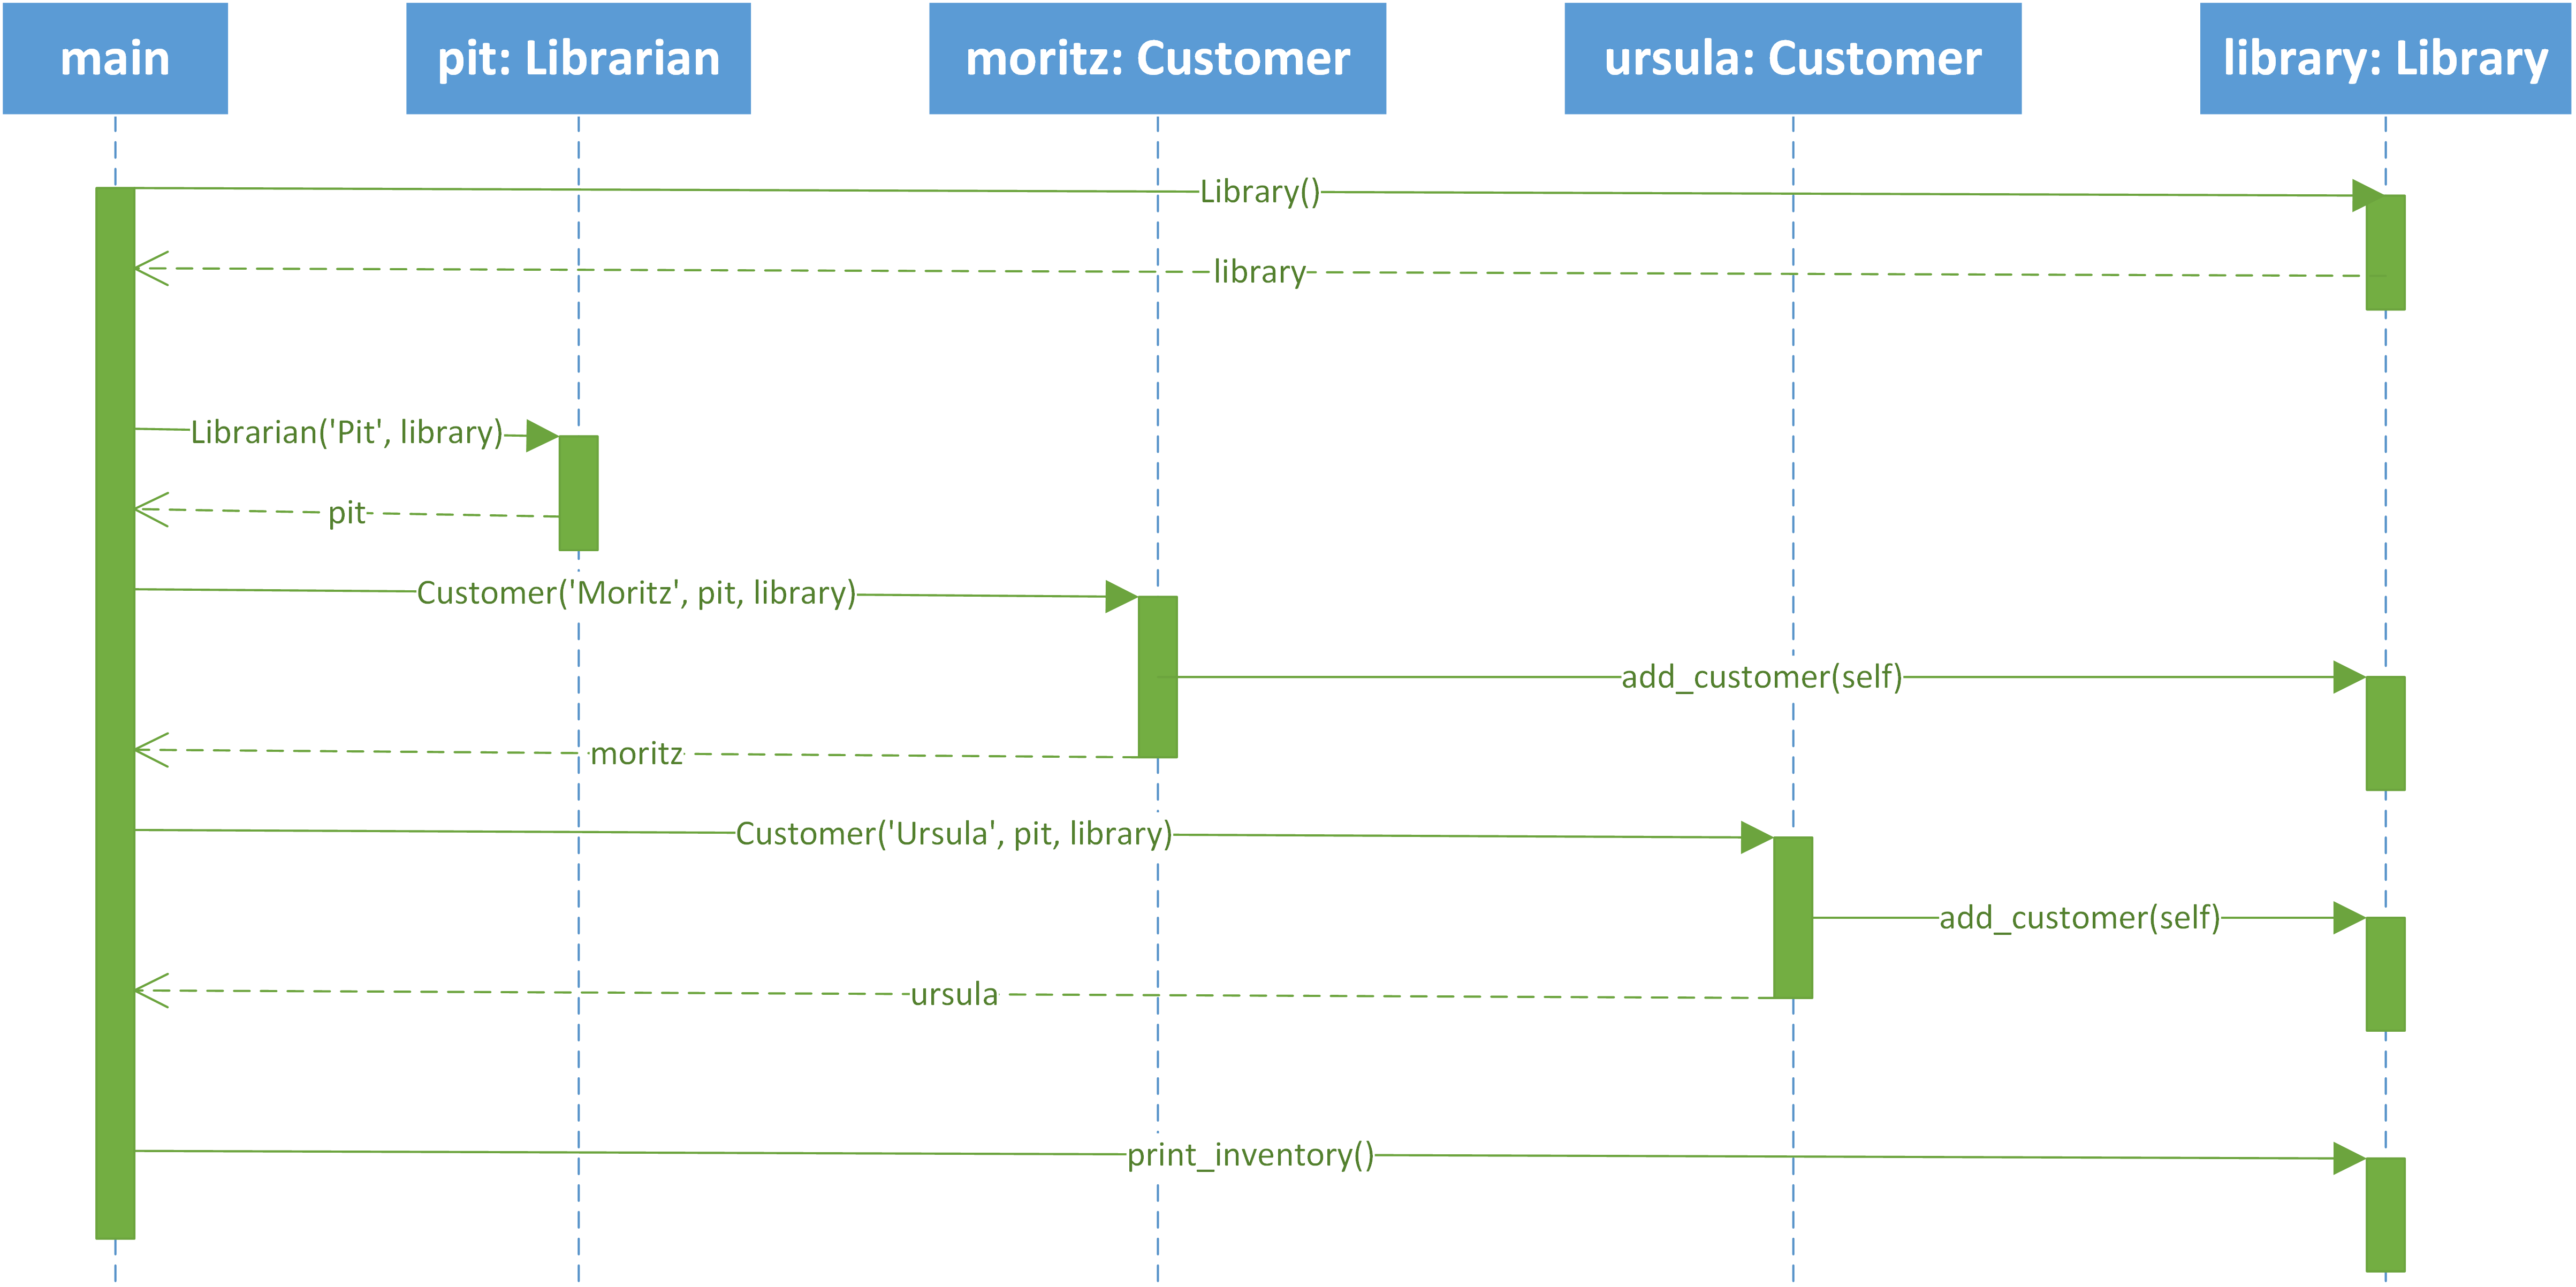 main
pit: Librarian
moritz: Customer
ursula: Customer
library: Library
Library()
library
Librarian('Pit', library)
pit
Customer('Moritz', pit, library)
add_customer(self)
moritz
Customer('Ursula', pit, library)
add_customer(self)
ursula
print_inventory()